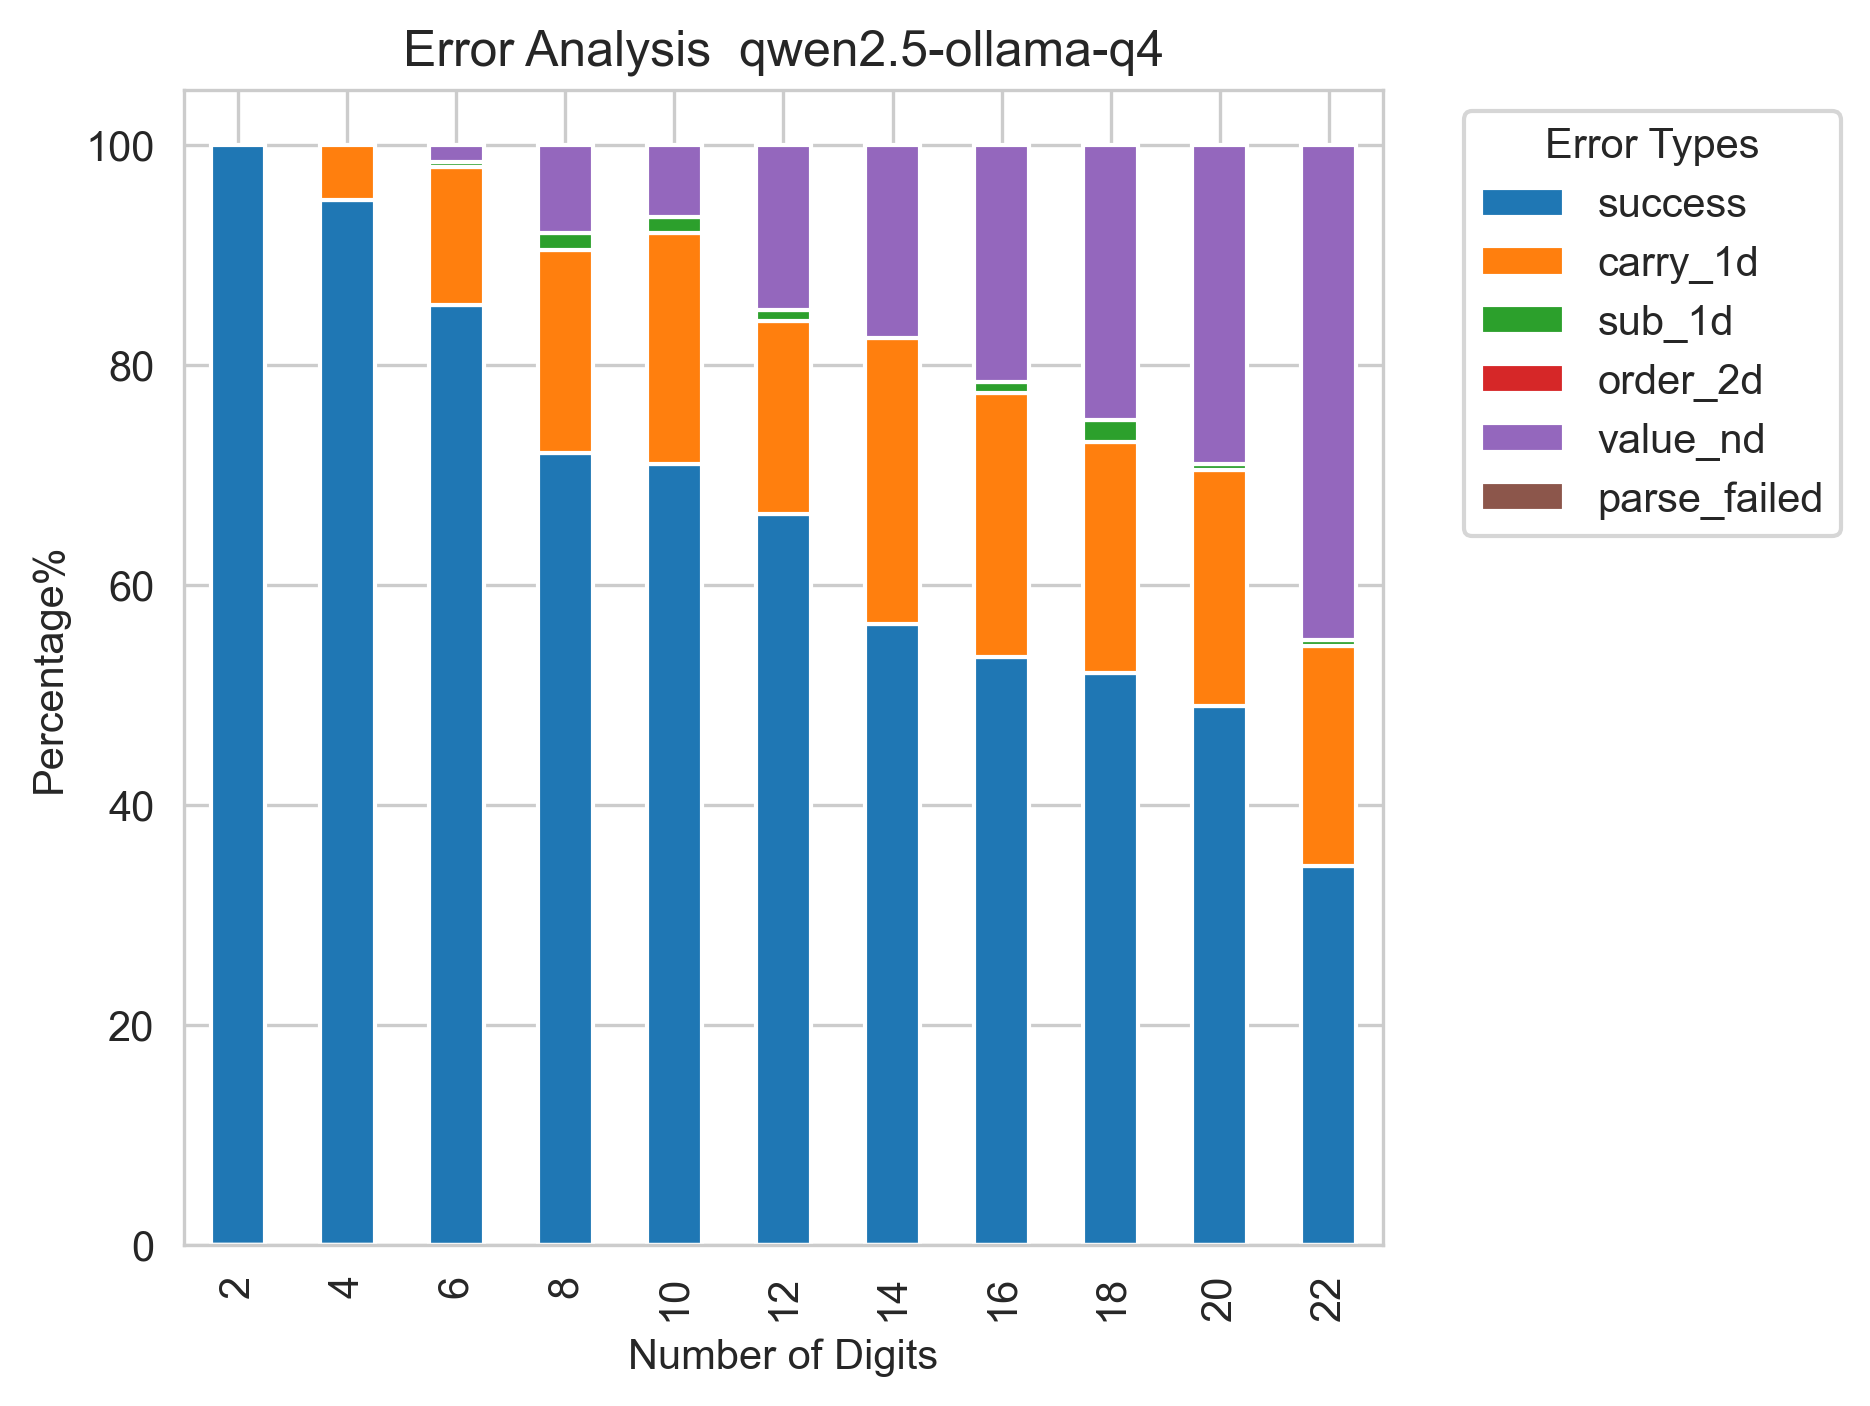 Error Analysis  qwen2.5-ollama-q4
100
80
60
40
20
0
Percentage%
2
4
6
8
10
12
14
16
18
20
22
Number of Digits
Error Types
success
carry_1d
sub_1d
order_2d
value_nd
parse_failed